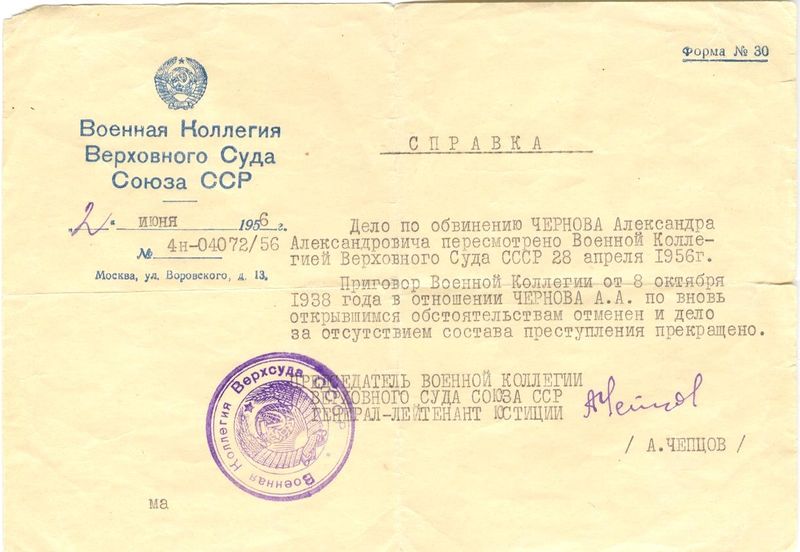 Форма № 30
Военная Коллегия
Верховного Суда
Союза ССР
„2“ июня 1956 г.
№ 4н-04072/56
Москва, ул. Воровского, д. 13.
СПРАВКА
Дело по обвинению ЧЕРНОВА Александра
Александровича пересмотрено Военной Колле-
гией Верховного Суда СССР 28 апреля 1956г.
Приговор Военной Коллегии от 8 октября
1938 года в отношении ЧЕРНОВА А.А. по вновь
открывшимся обстоятельствам отменен и дело
за отсутствием состава преступления прекращено.
ПРЕДСЕДАТЕЛЬ ВОЕННОЙ КОЛЛЕГИИ
ВЕРХОВНОГО СУДА СОЮЗА ССР
ГЕНЕРАЛ-ЛЕЙТЕНАНТ ЮСТИЦИИ
АЧепцов
/ А.ЧЕПЦОВ /
Военная Коллегия Верхсуда СССР
ма